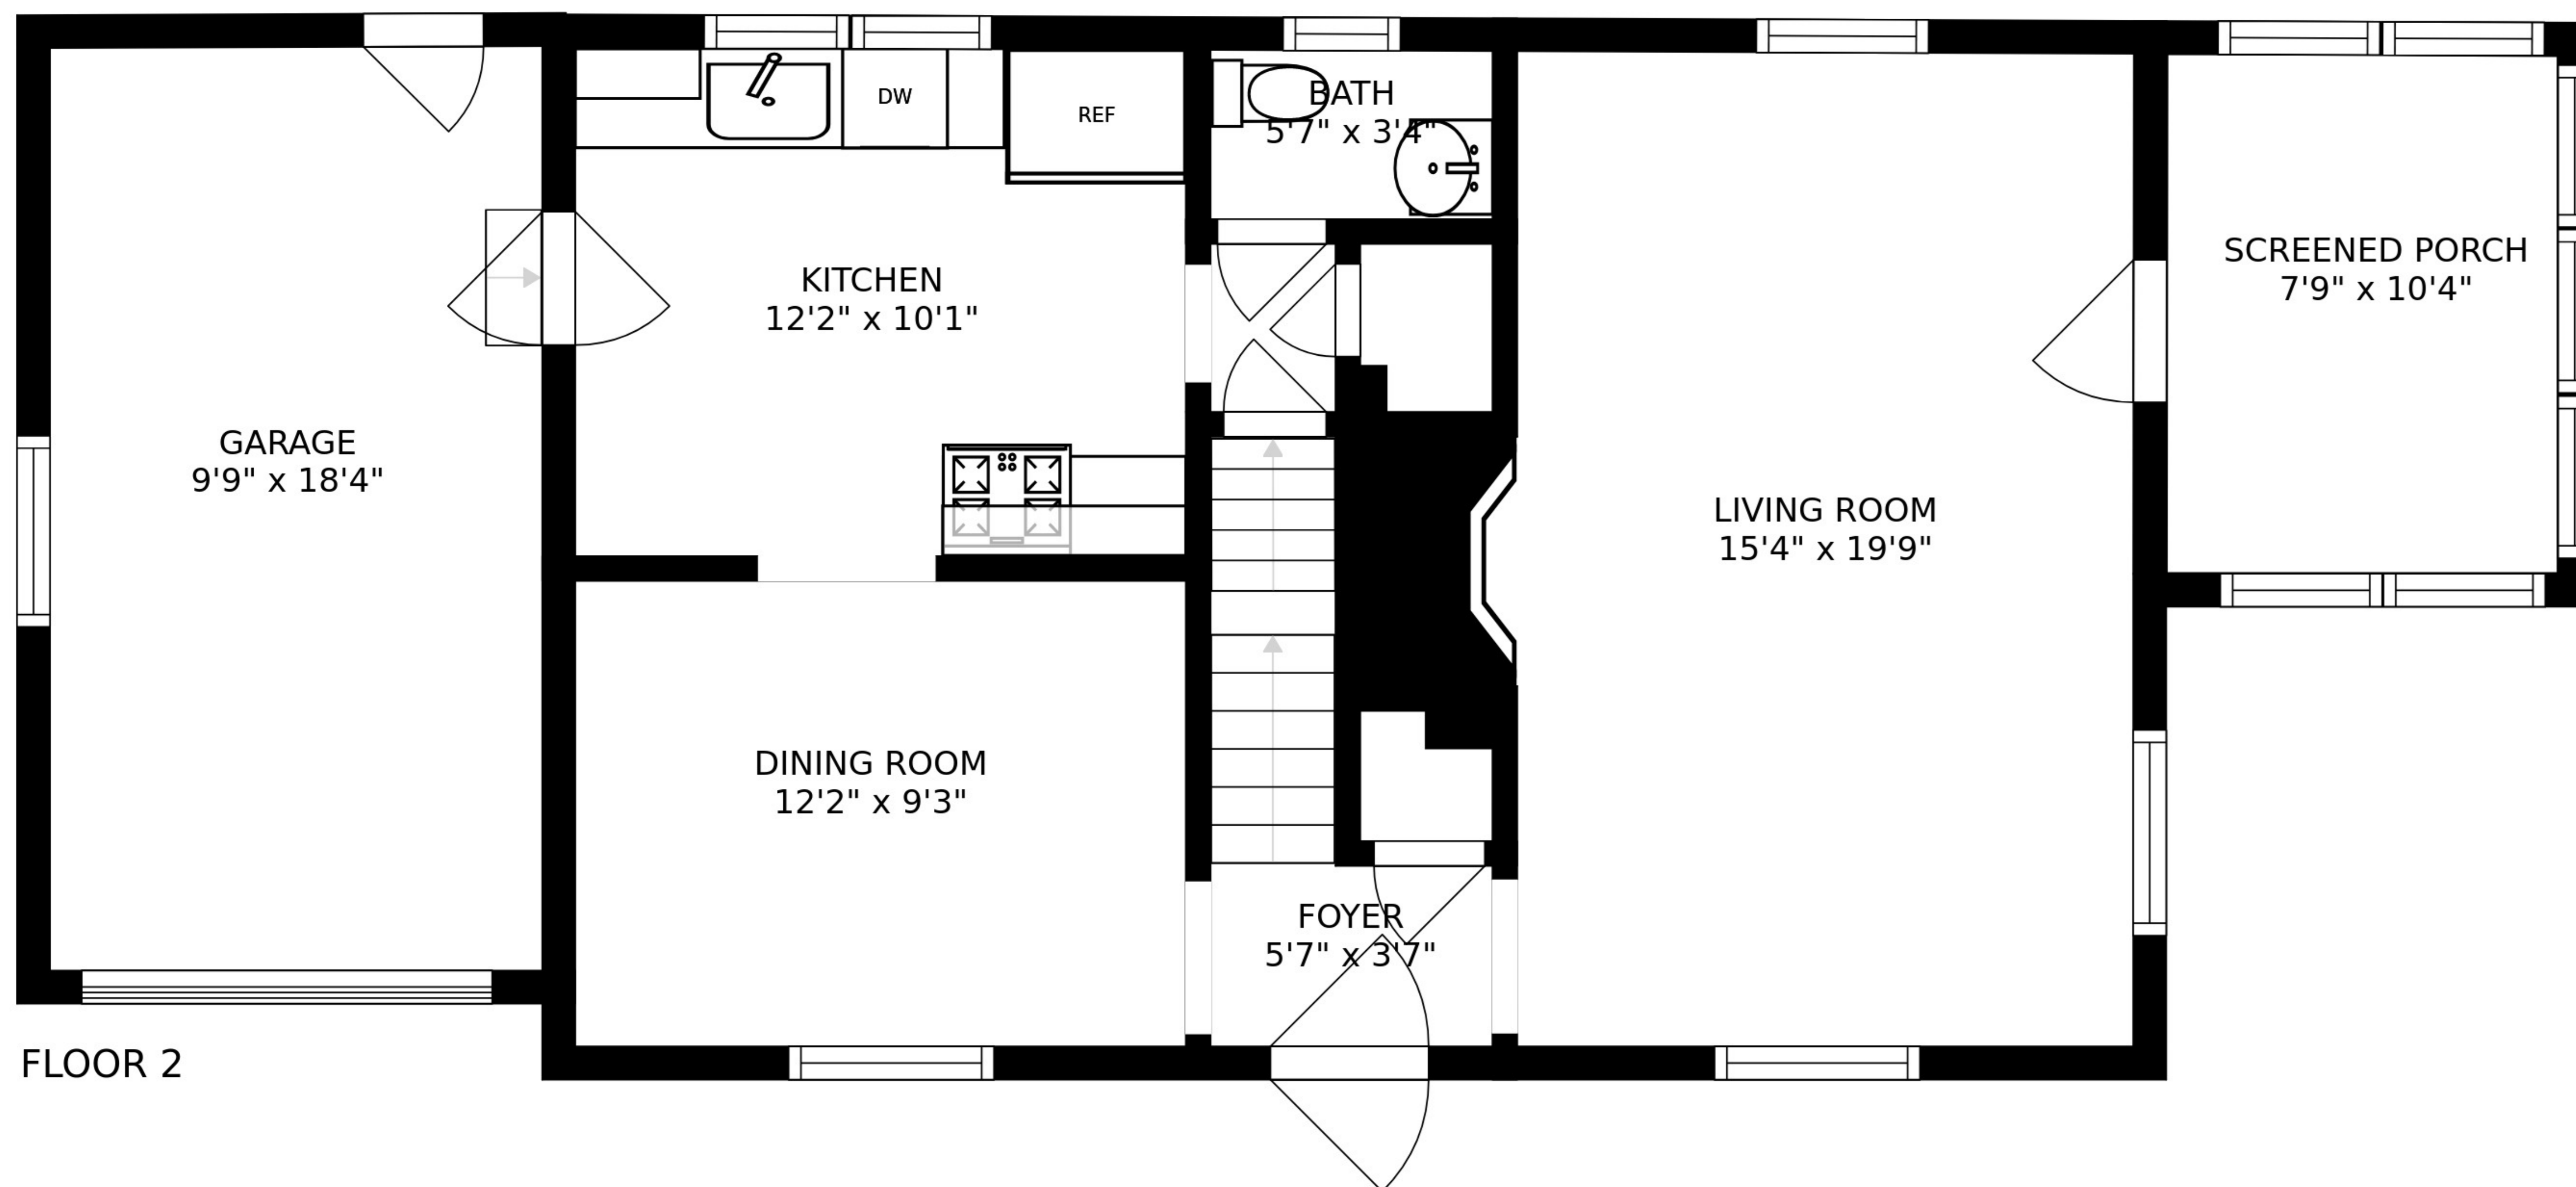 DW
REF
BATH
5'7" x 3'4"
KITCHEN
12'2" x 10'1"
SCREENED PORCH
7'9" x 10'4"
GARAGE
9'9" x 18'4"
LIVING ROOM
15'4" x 19'9"
DINING ROOM
12'2" x 9'3"
FOYER
5'7" x 3'7"
FLOOR 2